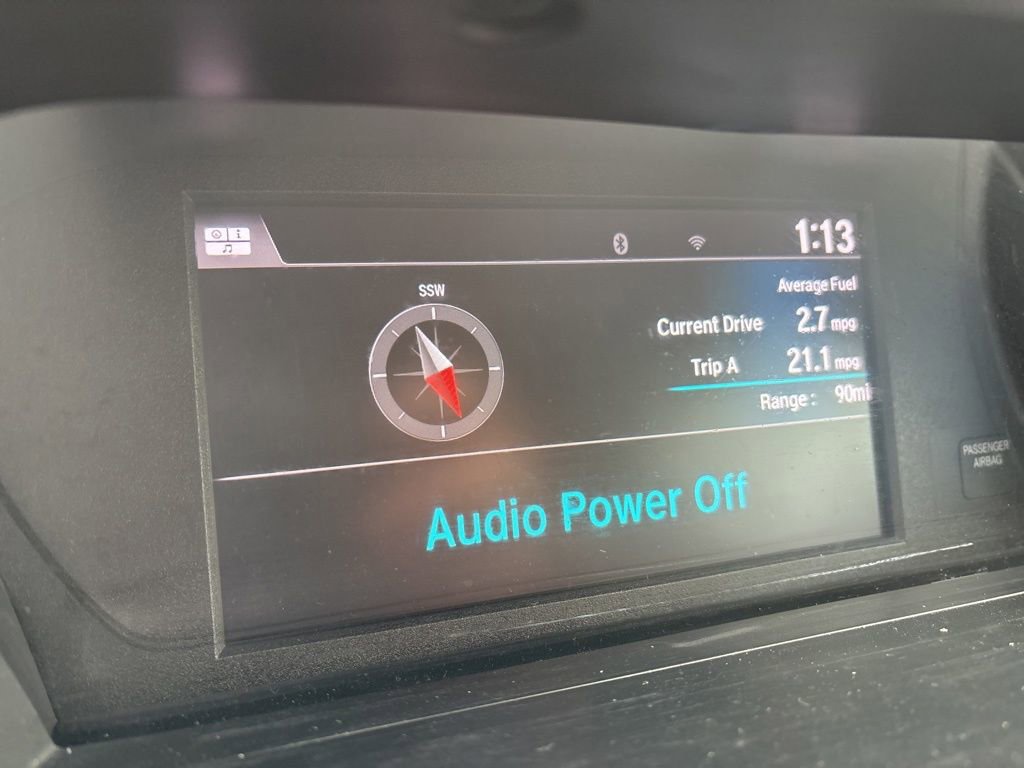 1:13
SSW
Average Fuel
Current Drive 2.7 mpg
Trip A 21.1 mpg
Range: 90mi
Audio Power Off
PASSENGER
AIRBAG